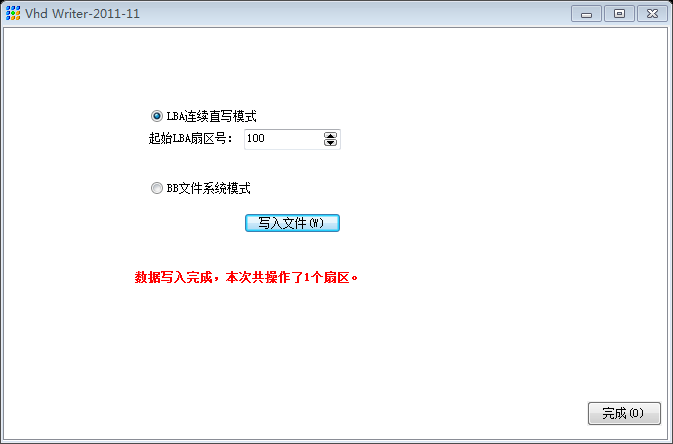 Vhd Writer-2011-11
LBA连续直写模式
起始LBA扇区号： 100
BB文件系统模式
写入文件(W)
数据写入完成，本次共操作了1个扇区。
完成(O)